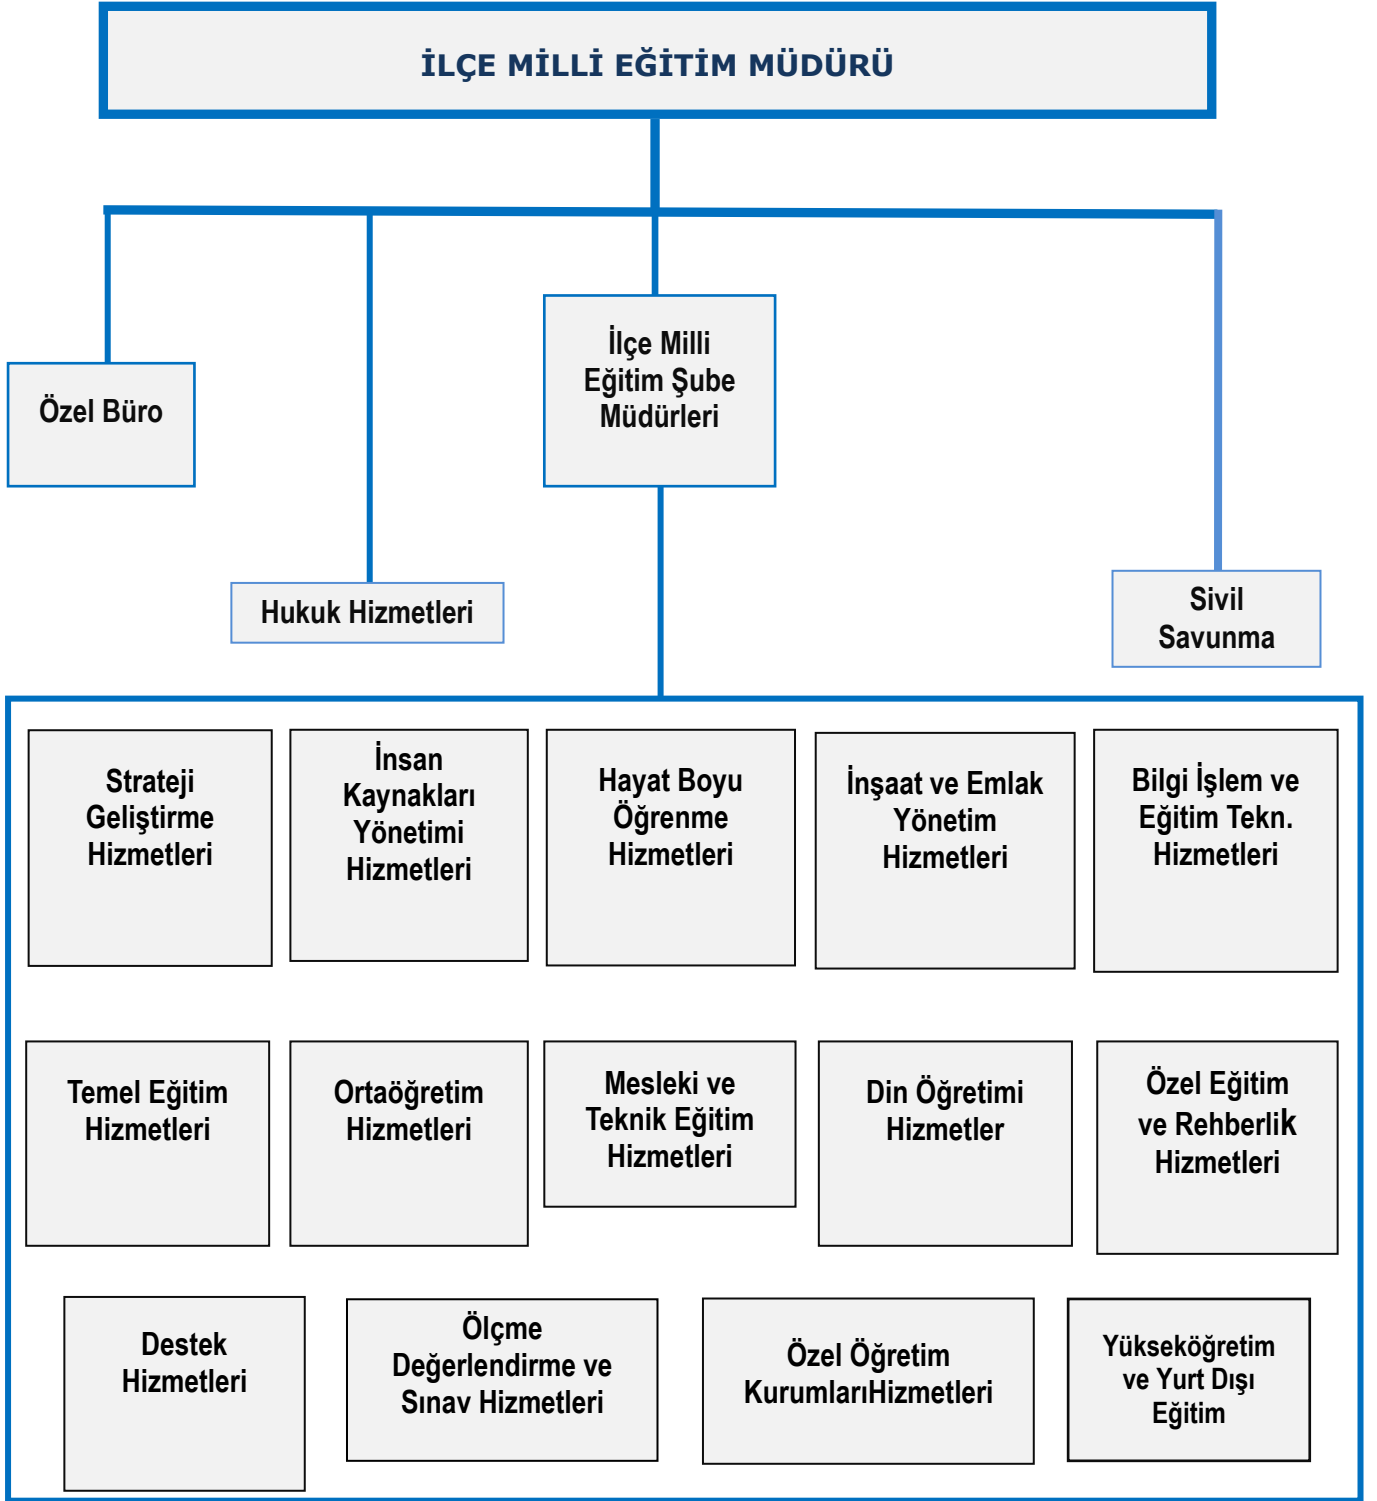 İLÇE MİLLİ EĞİTİM MÜDÜRÜ
İlçe Milli
Eğitim Şube
Müdürleri
Özel Büro
Hukuk Hizmetleri
Sivil
Savunma
Strateji
Geliştirme
Hizmetleri
İnsan
Kaynakları
Yönetimi
Hizmetleri
Hayat Boyu
Öğrenme
Hizmetleri
İnşaat ve Emlak
Yönetim
Hizmetleri
Bilgi İşlem ve
Eğitim Tekn.
Hizmetleri
Temel Eğitim
Hizmetleri
Ortaöğretim
Hizmetleri
Mesleki ve
Teknik Eğitim
Hizmetleri
Din Öğretimi
Hizmetler
Özel Eğitim
ve Rehberlik
Hizmetleri
Destek
Hizmetleri
Ölçme
Değerlendirme ve
Sınav Hizmetleri
Özel Öğretim
KurumlarıHizmetleri
Yükseköğretim
ve Yurt Dışı
Eğitim